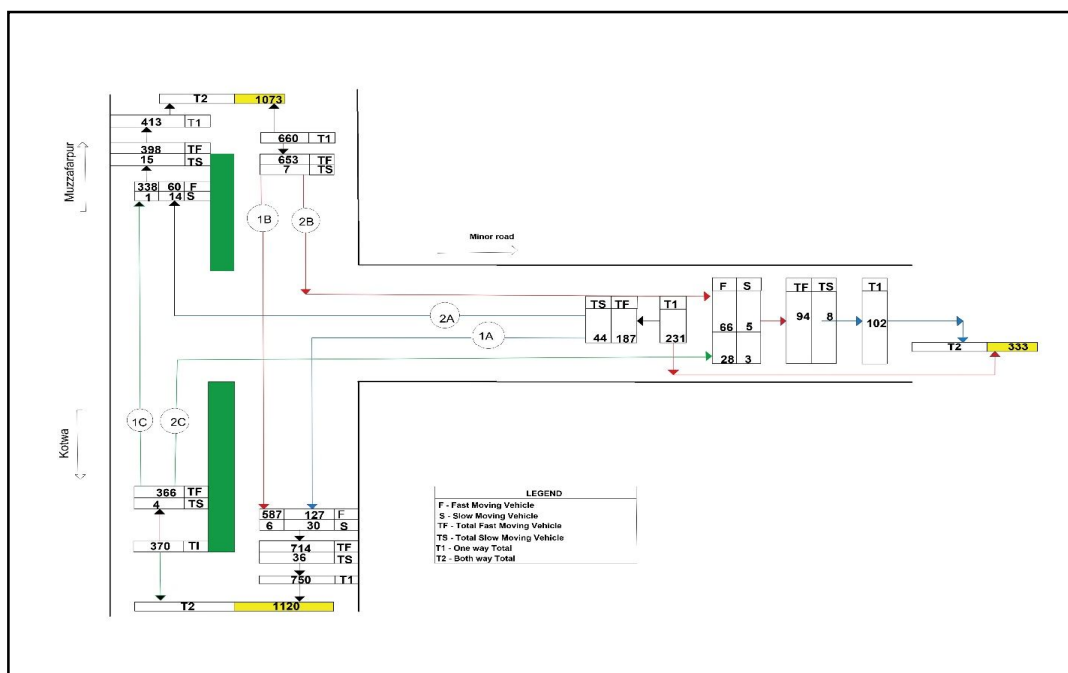 T2 1073
413 T1
660 T1
398 TF
15 TS
653 TF
7 TS
338 60 F
1 14 S
Muzzafarpur
1B
2B
Minor road
F S
66 5
28 3
TF TS
94 8
T1
102
TS TF
44 187
T1
231
T2 333
2A
1A
1C
2C
Kotwa
366 TF
4 TS
370 TI
587 127 F
6 30 S
714 TF
36 TS
750 T1
T2 1120
LEGEND
F - Fast Moving Vehicle
S - Slow Moving Vehicle
TF - Total Fast Moving Vehicle
TS - Total Slow Moving Vehicle
T1 - One way Total
T2 - Both way Total